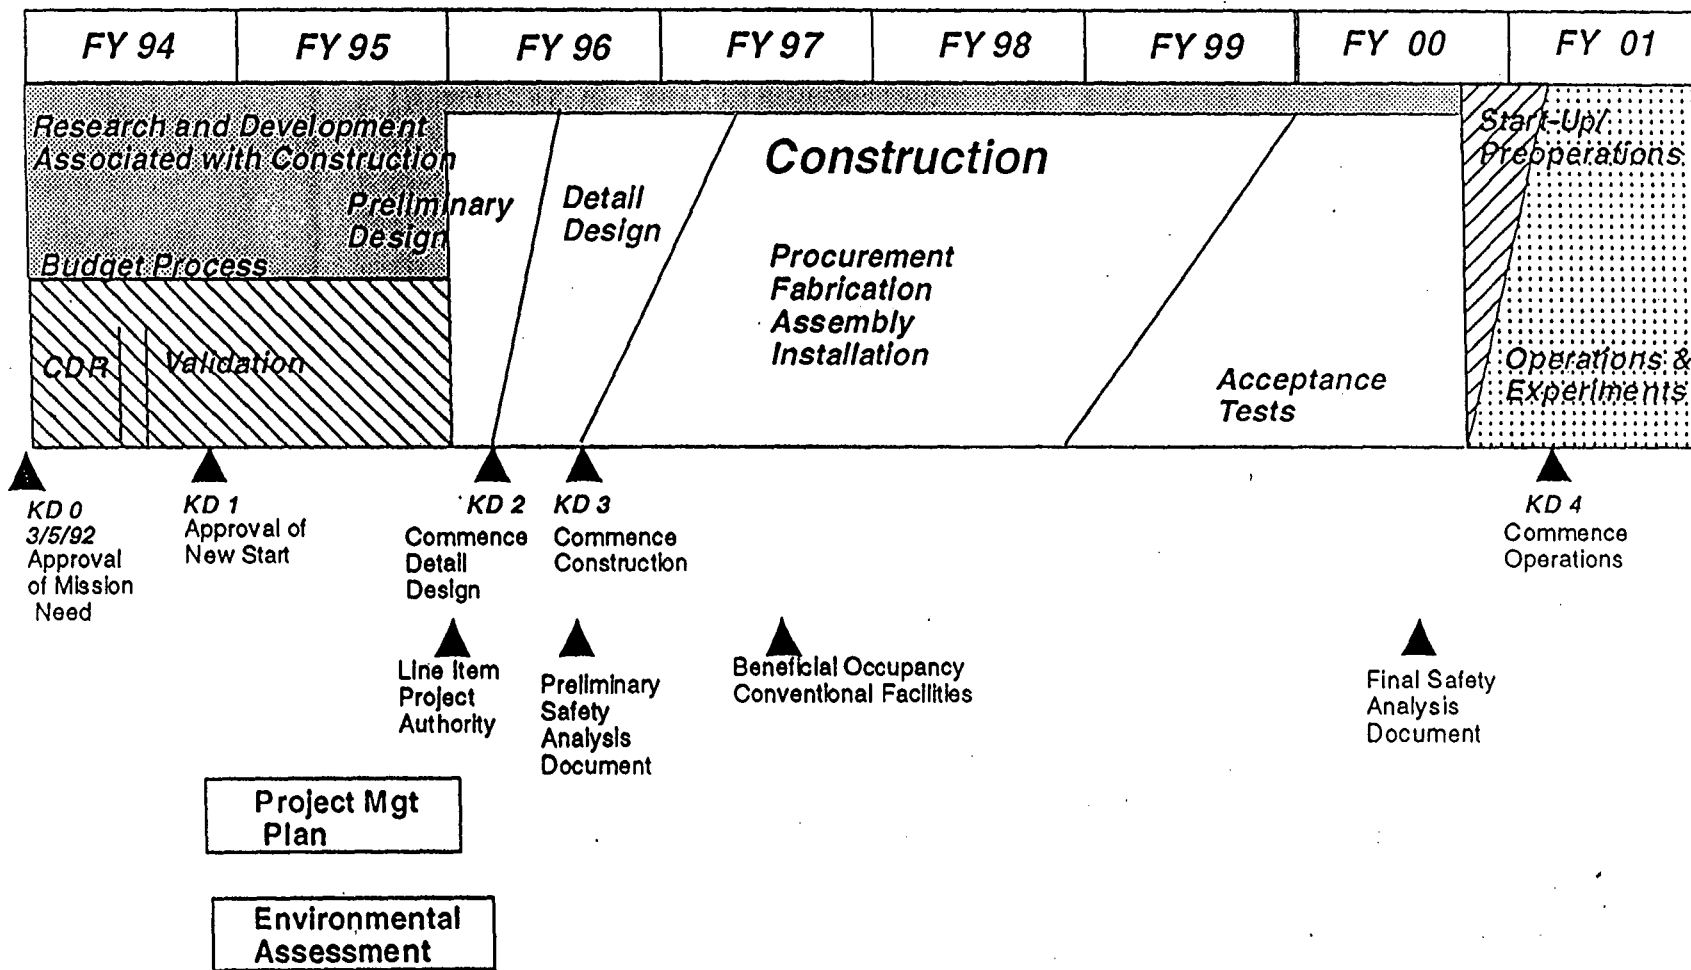 FY 94 FY 95 FY 96 FY 97 FY 98 FY 99 FY 00 FY 01
Research and Development
Associated with Construction
Preliminary
Design
Budget Process
CDR
Validation
Detail
Design
Construction
Procurement
Fabrication
Assembly
Installation
Acceptance
Tests
Start-Up/
Preoperations
Operations &
Experiments
KD 0
3/5/92
Approval
of Mission
Need
KD 1
Approval of
New Start
KD 2
Commence
Detail
Design
KD 3
Commence
Construction
KD 4
Commence
Operations
Line Item
Project
Authority
Preliminary
Safety
Analysis
Document
Beneficial Occupancy
Conventional Facilities
Final Safety
Analysis
Document
Project Mgt
Plan
Environmental
Assessment